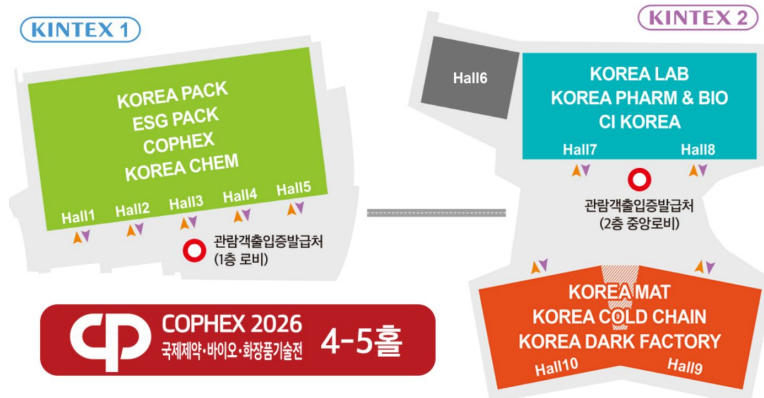 KINTEX 1
KOREA PACK
ESG PACK
COPHEX
KOREA CHEM
Hall1
Hall2
Hall3
Hall4
Hall5
관람객출입증발급처
(1층 로비)
CP
COPHEX 2026
국제제약·바이오·화장품기술전
4-5홀
KINTEX 2
Hall6
KOREA LAB
KOREA PHARM & BIO
CI KOREA
Hall7
Hall8
관람객출입증발급처
(2층 중앙로비)
KOREA MAT
KOREA COLD CHAIN
KOREA DARK FACTORY
Hall10
Hall9